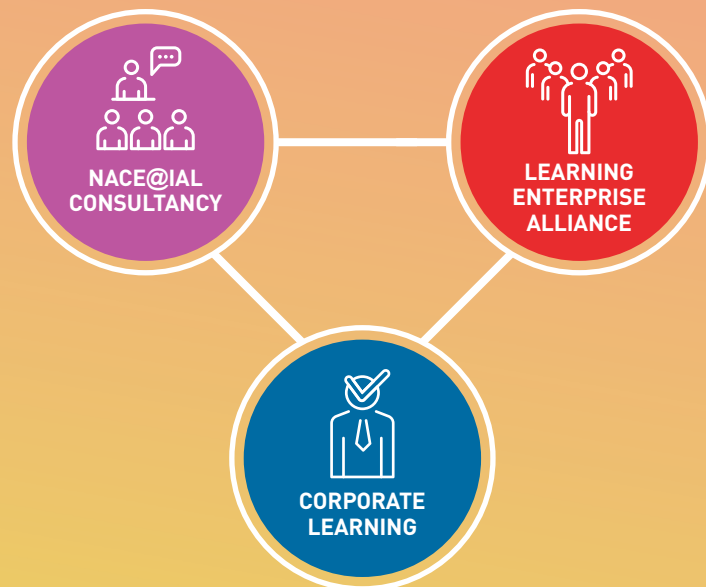 NACE@IAL
CONSULTANCY
LEARNING
ENTERPRISE
ALLIANCE
CORPORATE
LEARNING